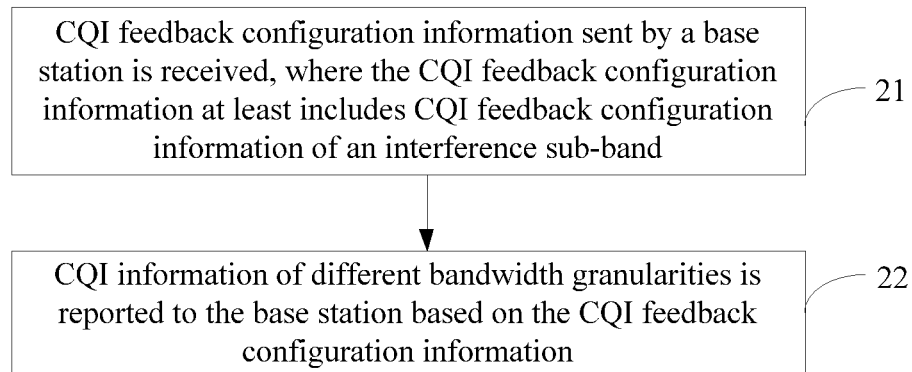 CQI feedback configuration information sent by a base
station is received, where the CQI feedback configuration
information at least includes CQI feedback configuration
information of an interference sub-band
21
CQI information of different bandwidth granularities is
reported to the base station based on the CQI feedback
configuration information
22